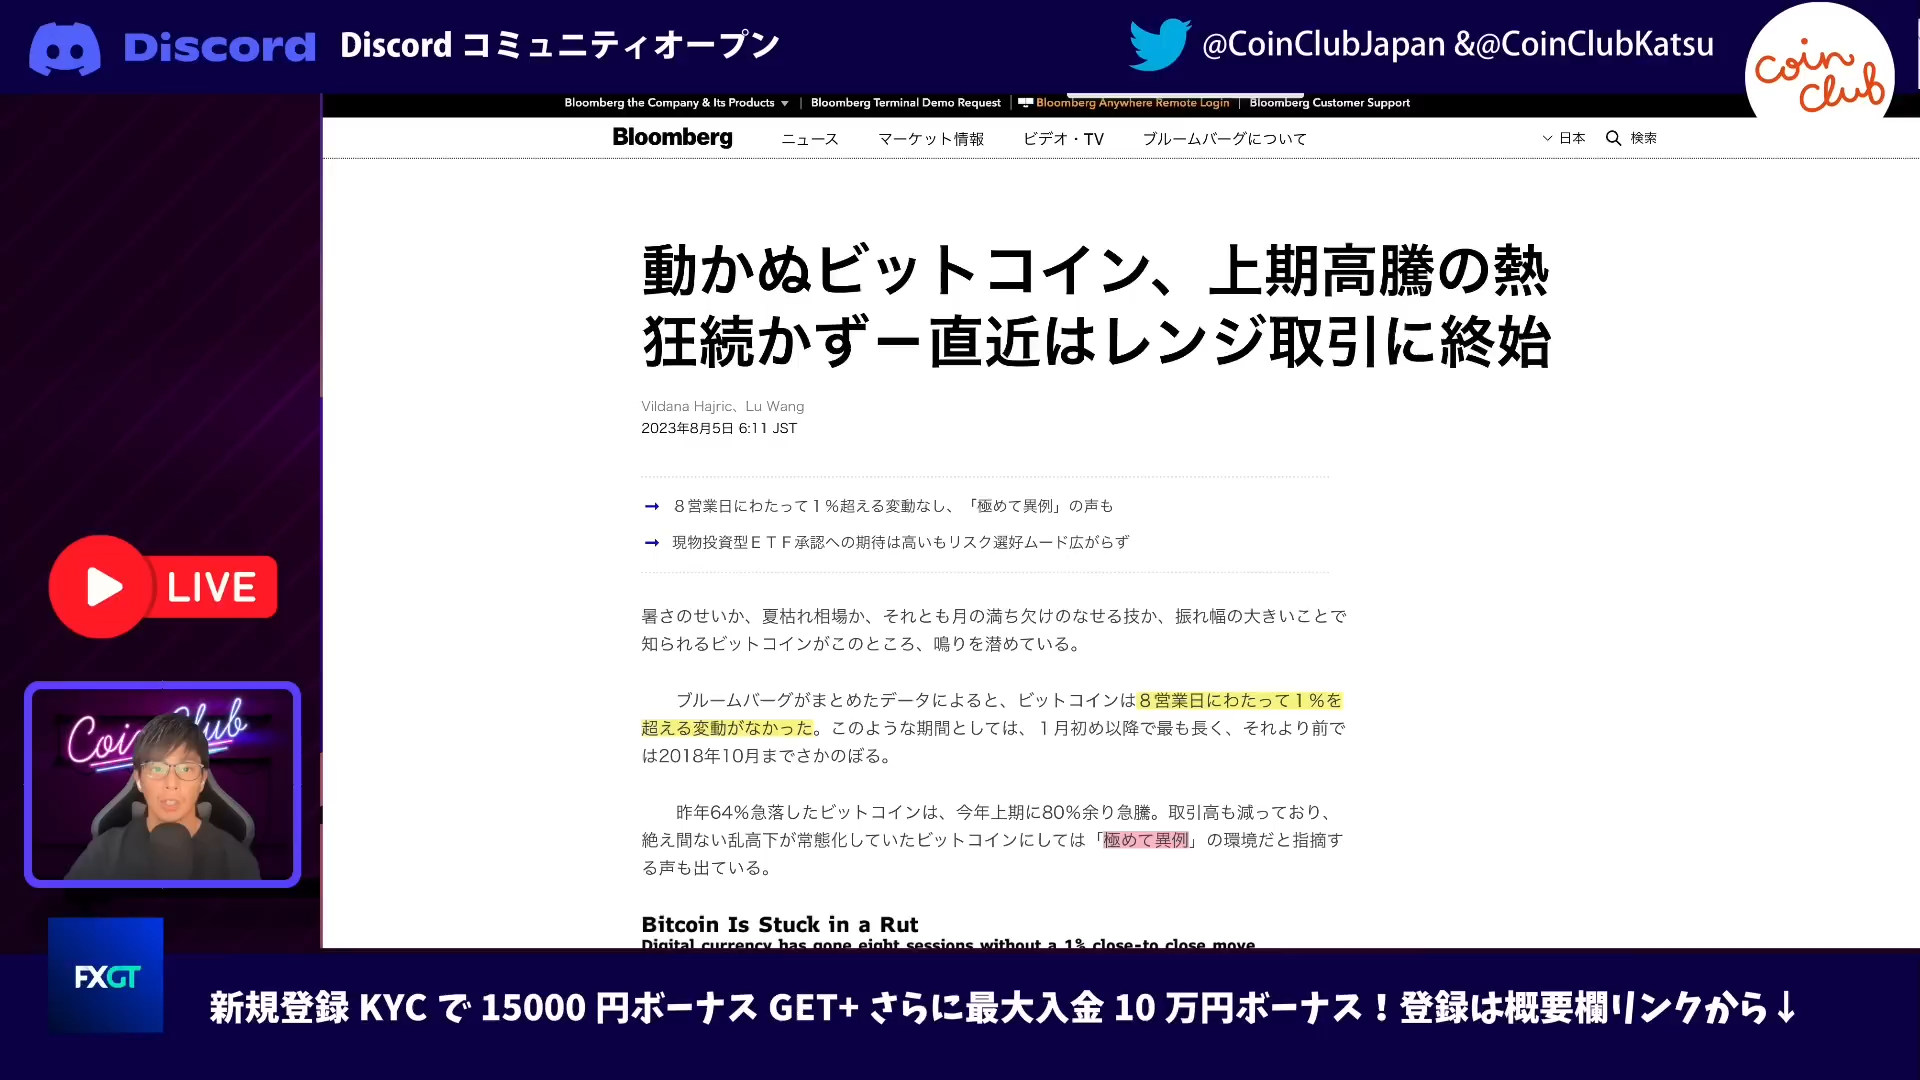 Discord Discord コミュニティオープン
@CoinClubJapan &@CoinClubKatsu
coin club
Bloomberg the Company & Its Products Bloomberg Terminal Demo Request Bloomberg Anywhere Remote Login Bloomberg Customer Support
Bloomberg ニュース マーケット情報 ビデオ・TV ブルームバーグについて 日本 検索
動かぬビットコイン、上期高騰の熱
狂続かず－直近はレンジ取引に終始
Vildana Hajric、Lu Wang
2023年8月5日 6:11 JST
→ ８営業日にわたって１％超える変動なし、「極めて異例」の声も
→ 現物投資型ＥＴＦ承認への期待は高いもリスク選好ムード広がらず
暑さのせいか、夏枯れ相場か、それとも月の満ち欠けのなせる技か、振れ幅の大きいことで
知られるビットコインがこのところ、鳴りを潜めている。
ブルームバーグがまとめたデータによると、ビットコインは８営業日にわたって１％を
超える変動がなかった。このような期間としては、１月初め以降で最も長く、それより前で
は2018年10月までさかのぼる。
昨年64％急落したビットコインは、今年上期に80％余り急騰。取引高も減っており、
絶え間ない乱高下が常態化していたビットコインにしては「極めて異例」の環境だと指摘す
る声も出ている。
Bitcoin Is Stuck in a Rut
Digital currency has gone eight sessions without a 1% close-to close move
LIVE
Coin Club
FXGT
新規登録 KYC で 15000 円ボーナス GET+ さらに最大入金 10 万円ボーナス！登録は概要欄リンクから↓